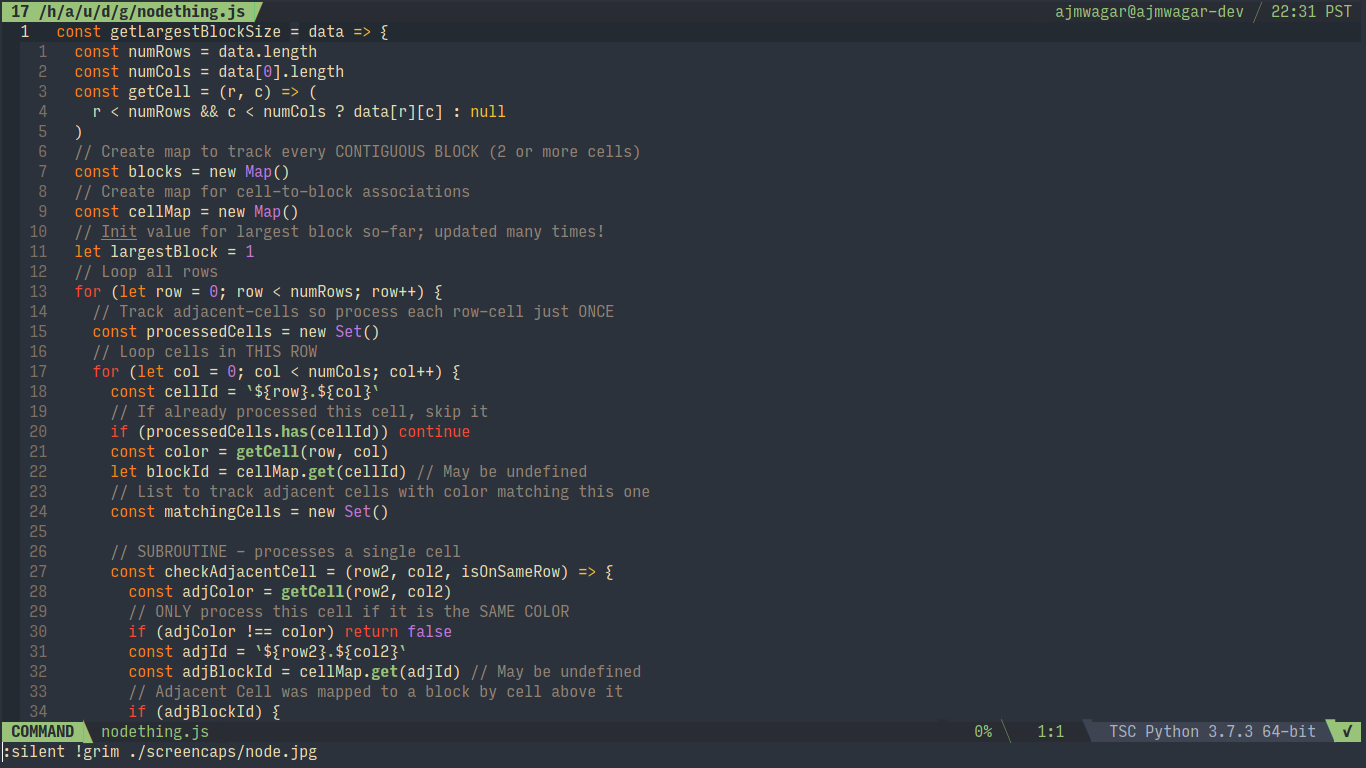 17 /h/a/u/d/g/nodething.js ajmwagar@ajmwagar-dev / 22:31 PST
1 const getLargestBlockSize = data => {
1 const numRows = data.length
2 const numCols = data[0].length
3 const getCell = (r, c) => (
4 r < numRows && c < numCols ? data[r][c] : null
5 )
6 // Create map to track every CONTIGUOUS BLOCK (2 or more cells)
7 const blocks = new Map()
8 // Create map for cell-to-block associations
9 const cellMap = new Map()
10 // Init value for largest block so-far; updated many times!
11 let largestBlock = 1
12 // Loop all rows
13 for (let row = 0; row < numRows; row++) {
14 // Track adjacent-cells so process each row-cell just ONCE
15 const processedCells = new Set()
16 // Loop cells in THIS ROW
17 for (let col = 0; col < numCols; col++) {
18 const cellId = `${row}.${col}`
19 // If already processed this cell, skip it
20 if (processedCells.has(cellId)) continue
21 const color = getCell(row, col)
22 let blockId = cellMap.get(cellId) // May be undefined
23 // List to track adjacent cells with color matching this one
24 const matchingCells = new Set()
25
26 // SUBROUTINE - processes a single cell
27 const checkAdjacentCell = (row2, col2, isOnSameRow) => {
28 const adjColor = getCell(row2, col2)
29 // ONLY process this cell if it is the SAME COLOR
30 if (adjColor !== color) return false
31 const adjId = `${row2}.${col2}`
32 const adjBlockId = cellMap.get(adjId) // May be undefined
33 // Adjacent Cell was mapped to a block by cell above it
34 if (adjBlockId) {
COMMAND nodething.js 0% \ 1:1 TSC Python 3.7.3 64-bit ✓
:silent !grim ./screencaps/node.jpg